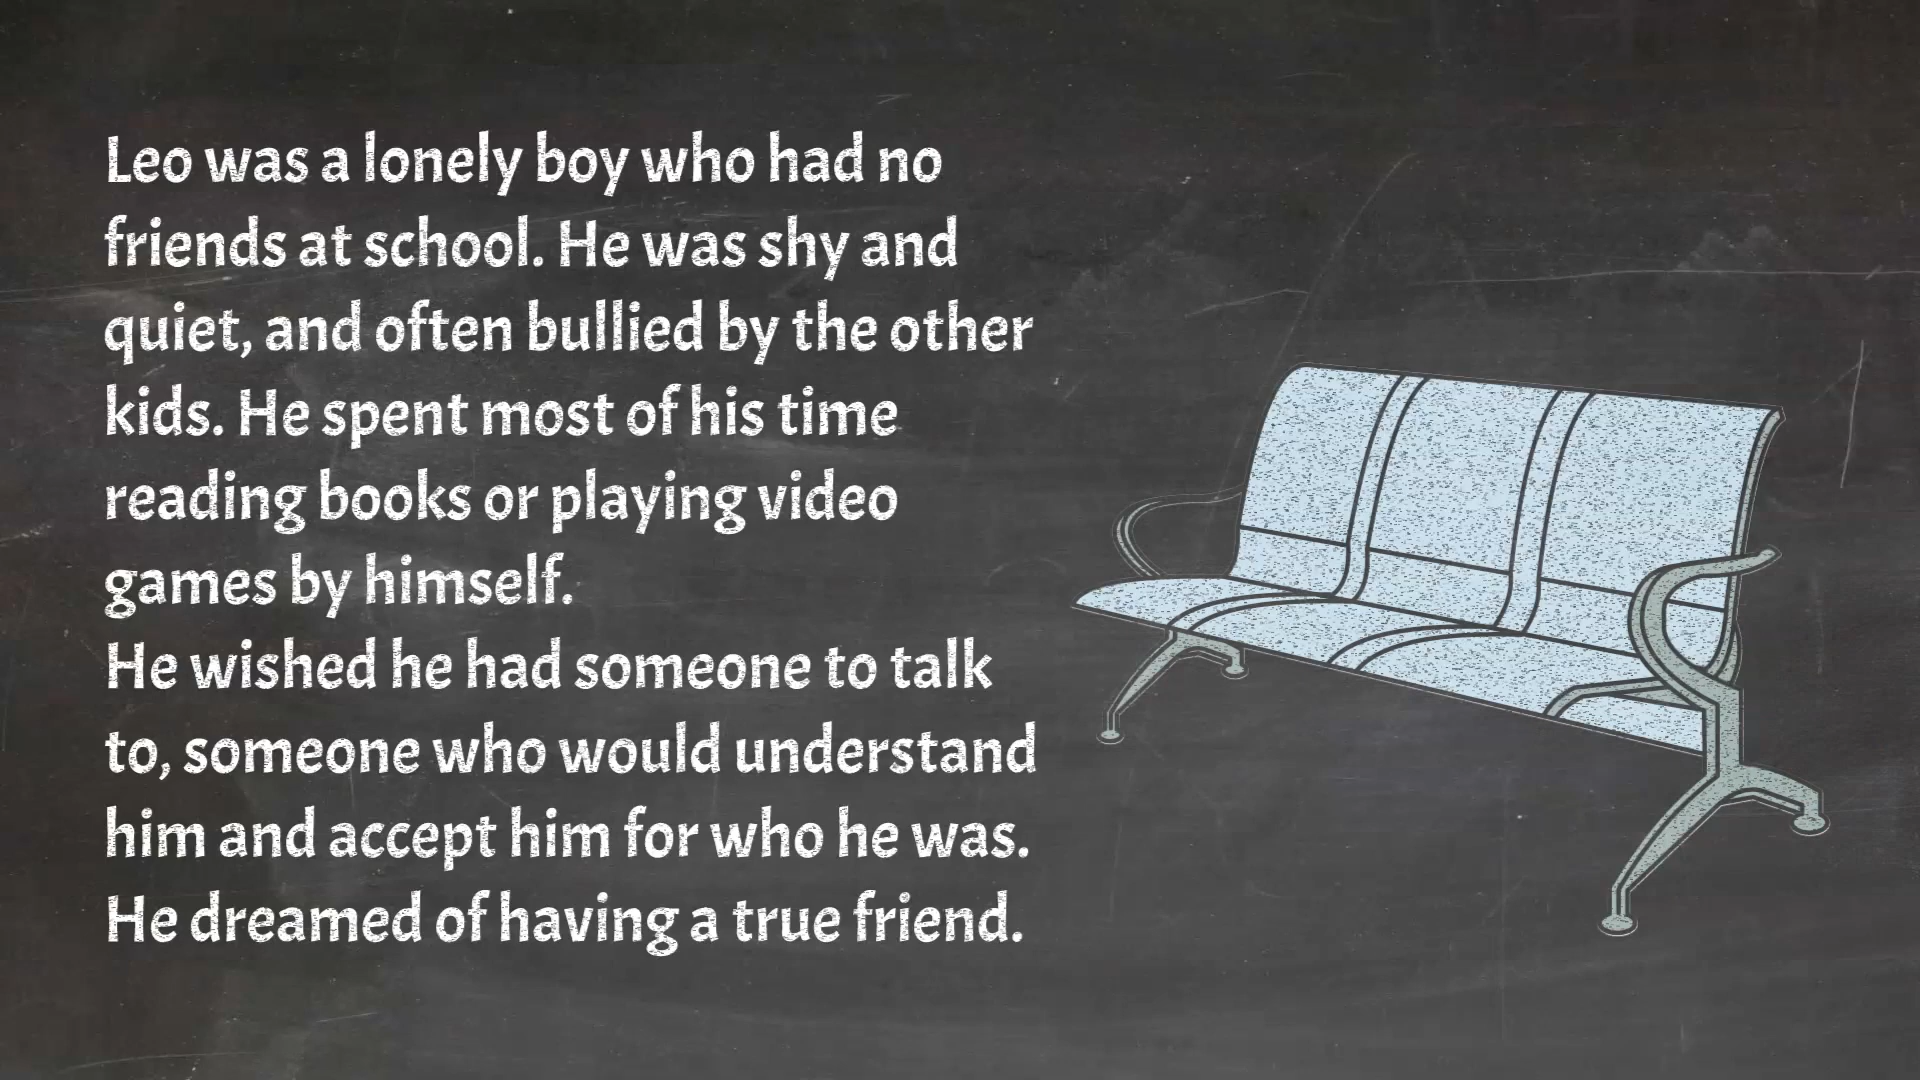 Leo was a lonely boy who had no
friends at school. He was shy and
quiet, and often bullied by the other
kids. He spent most of his time
reading books or playing video
games by himself.
He wished he had someone to talk
to, someone who would understand
him and accept him for who he was.
He dreamed of having a true friend.